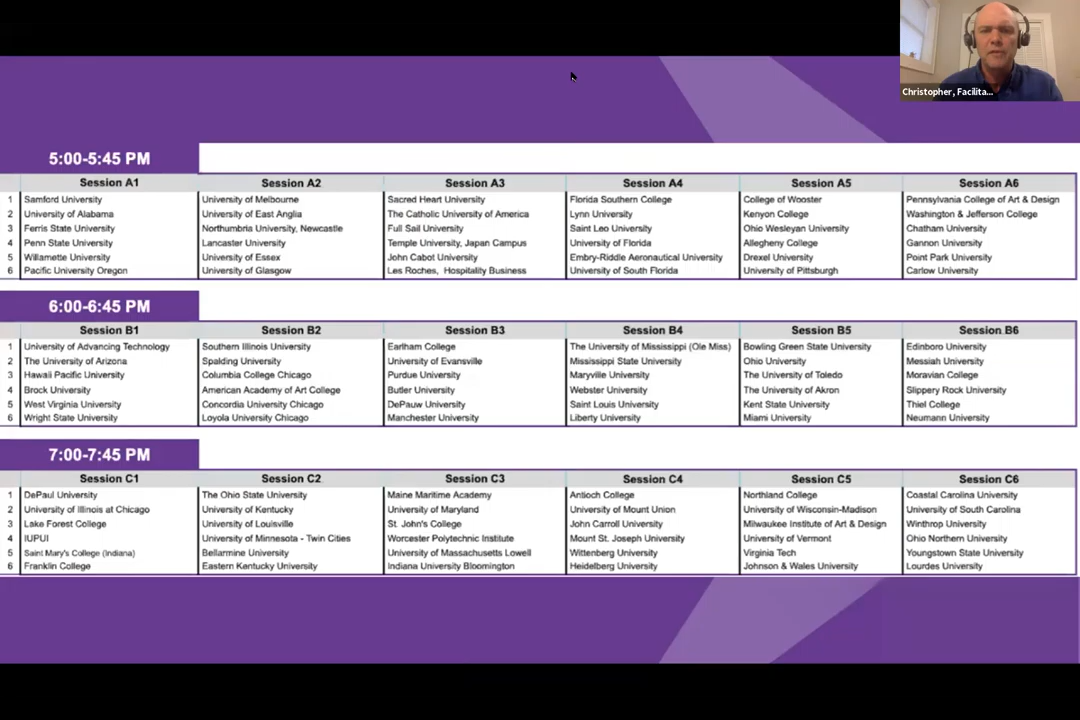 Christopher, Facilita...
5:00-5:45 PM
Session A1 Session A2 Session A3 Session A4 Session A5 Session A6
1 Samford University University of Melbourne Sacred Heart University Florida Southern College College of Wooster Pennsylvania College of Art & Design
2 University of Alabama University of East Anglia The Catholic University of America Lynn University Kenyon College Washington & Jefferson College
3 Ferris State University Northumbria University, Newcastle Full Sail University Saint Leo University Ohio Wesleyan University Chatham University
4 Penn State University Lancaster University Temple University, Japan Campus University of Florida Allegheny College Gannon University
5 Willamette University University of Essex John Cabot University Embry-Riddle Aeronautical University Drexel University Point Park University
6 Pacific University Oregon University of Glasgow Les Roches, Hospitality Business University of South Florida University of Pittsburgh Carlow University
6:00-6:45 PM
Session B1 Session B2 Session B3 Session B4 Session B5 Session B6
1 University of Advancing Technology Southern Illinois University Earlham College The University of Mississippi (Ole Miss) Bowling Green State University Edinboro University
2 The University of Arizona Spalding University University of Evansville Mississippi State University Ohio University Messiah University
3 Hawaii Pacific University Columbia College Chicago Purdue University Maryville University The University of Toledo Moravian College
4 Brock University American Academy of Art College Butler University Webster University The University of Akron Slippery Rock University
5 West Virginia University Concordia University Chicago DePauw University Saint Louis University Kent State University Thiel College
6 Wright State University Loyola University Chicago Manchester University Liberty University Miami University Neumann University
7:00-7:45 PM
Session C1 Session C2 Session C3 Session C4 Session C5 Session C6
1 DePaul University The Ohio State University Maine Maritime Academy Antioch College Northland College Coastal Carolina University
2 University of Illinois at Chicago University of Kentucky University of Maryland University of Mount Union University of Wisconsin-Madison University of South Carolina
3 Lake Forest College University of Louisville St. John's College John Carroll University Milwaukee Institute of Art & Design Winthrop University
4 IUPUI University of Minnesota - Twin Cities Worcester Polytechnic Institute Mount St. Joseph University University of Vermont Ohio Northern University
5 Saint Mary's College (Indiana) Bellarmine University University of Massachusetts Lowell Wittenberg University Virginia Tech Youngstown State University
6 Franklin College Eastern Kentucky University Indiana University Bloomington Heidelberg University Johnson & Wales University Lourdes University